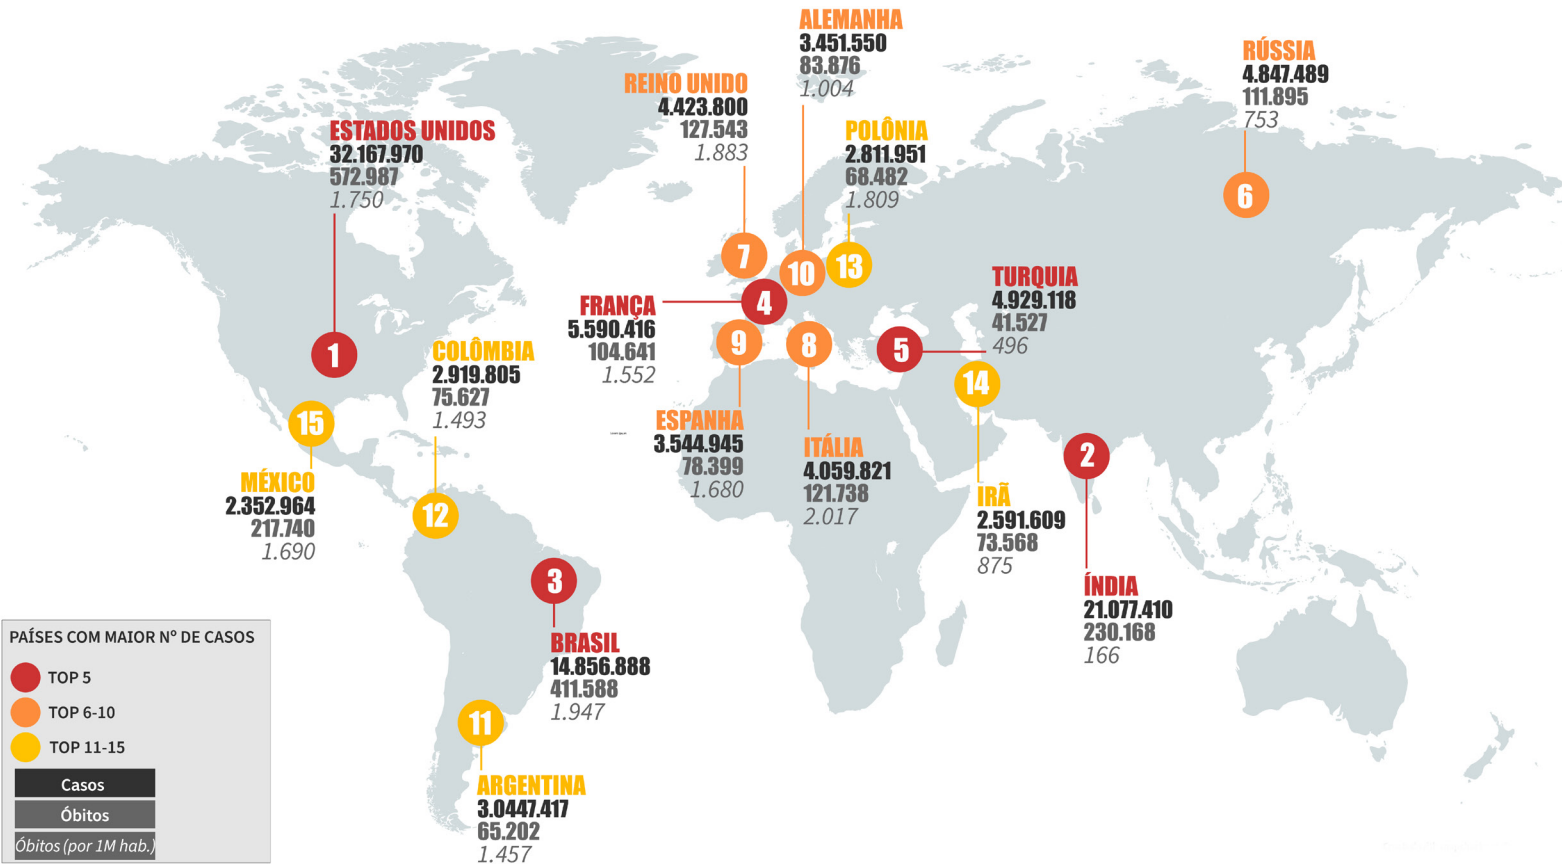 ALEMANHA
3.451.550
83.876
1.004
RÚSSIA
4.847.489
111.895
753
6
REINO UNIDO
4.423.800
127.543
1.883
7
ESTADOS UNIDOS
32.167.970
572.987
1.750
1
POLÔNIA
2.811.951
68.482
1.809
13
10
FRANÇA
5.590.416
104.641
1.552
4
TURQUIA
4.929.118
41.527
496
5
COLÔMBIA
2.919.805
75.627
1.493
12
9
ESPANHA
3.544.945
78.399
1.680
8
ITÁLIA
4.059.821
121.738
2.017
14
IRÃ
2.591.609
73.568
875
15
MÉXICO
2.352.964
217.740
1.690
2
ÍNDIA
21.077.410
230.168
166
3
BRASIL
14.856.888
411.588
1.947
11
ARGENTINA
3.0447.417
65.202
1.457
PAÍSES COM MAIOR Nº DE CASOS
TOP 5
TOP 6-10
TOP 11-15
Casos
Óbitos
Óbitos (por 1M hab.)